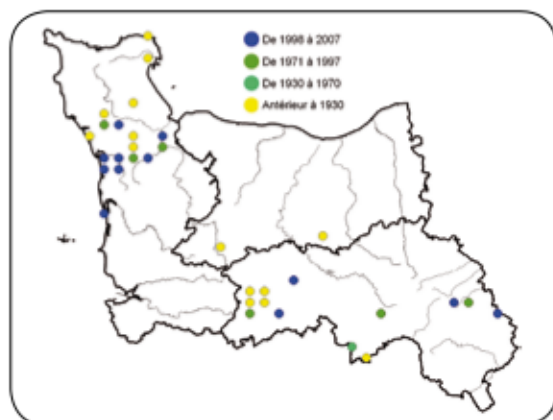 De 1998 à 2007
De 1971 à 1997
De 1930 à 1970
Antérieur à 1930